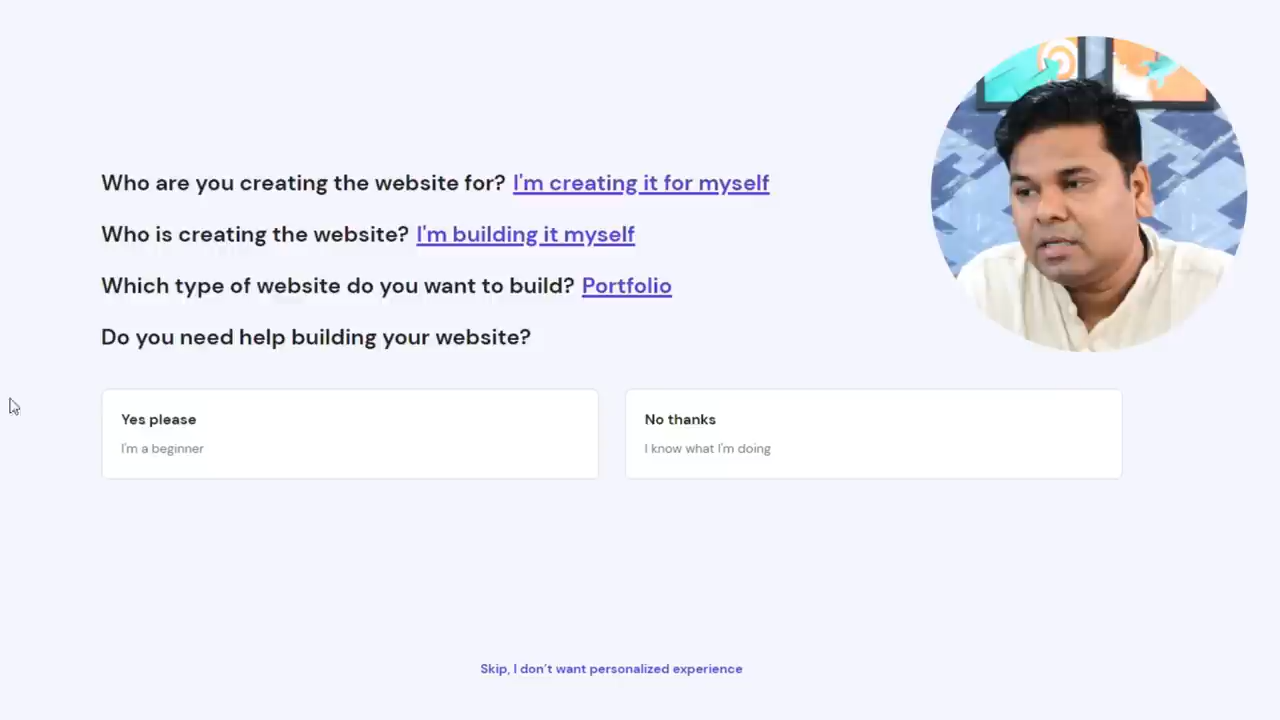 Who are you creating the website for? I'm creating it for myself
Who is creating the website? I'm building it myself
Which type of website do you want to build? Portfolio
Do you need help building your website?
Yes please
I'm a beginner
No thanks
I know what I'm doing
Skip, I don't want personalized experience